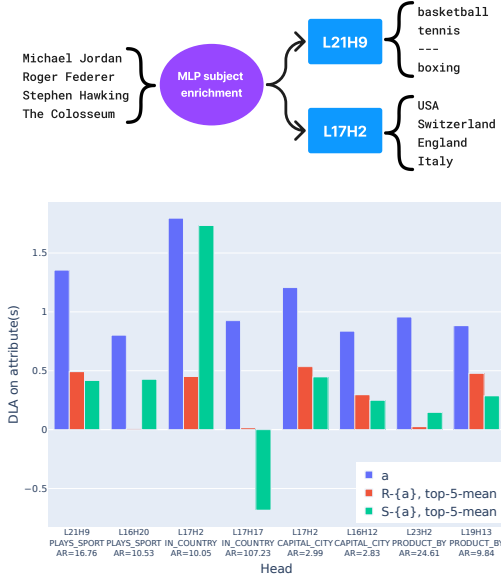 Michael Jordan
Roger Federer
Stephen Hawking
The Colosseum
MLP subject
enrichment
L21H9
L17H2
basketball
tennis
---
boxing
USA
Switzerland
England
Italy
DLA on attribute(s)
1.5
1
0.5
0
−0.5
a
R-{a}, top-5-mean
S-{a}, top-5-mean
L21H9 L16H20 L17H2 L17H17 L17H2 L16H12 L23H2 L19H13
PLAYS_SPORT PLAYS_SPORT IN_COUNTRY IN_COUNTRY CAPITAL_CITY CAPITAL_CITY PRODUCT_BY PRODUCT_BY
AR=16.76 AR=10.53 AR=10.05 AR=107.23 AR=2.99 AR=2.83 AR=24.61 AR=9.84
Head